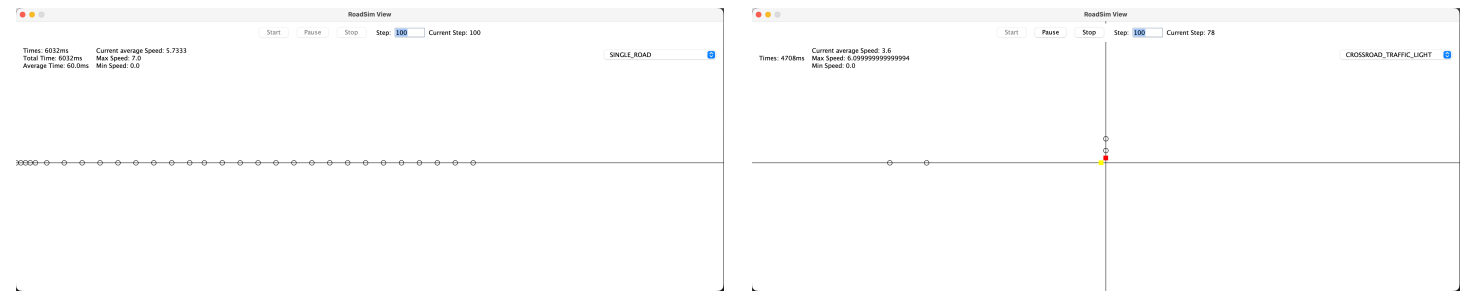 RoadSim View
Start Pause Stop Step: 100 Current Step: 100
Times: 6032ms Current average Speed: 5.7333
Total Time: 6032ms Max Speed: 7.0
Average Time: 60.0ms Min Speed: 0.0
SINGLE_ROAD
RoadSim View
Start Pause Stop Step: 100 Current Step: 78
Current average Speed: 3.6
Times: 4708ms Max Speed: 6.099999999999994
Min Speed: 0.0
CROSSROAD_TRAFFIC_LIGHT